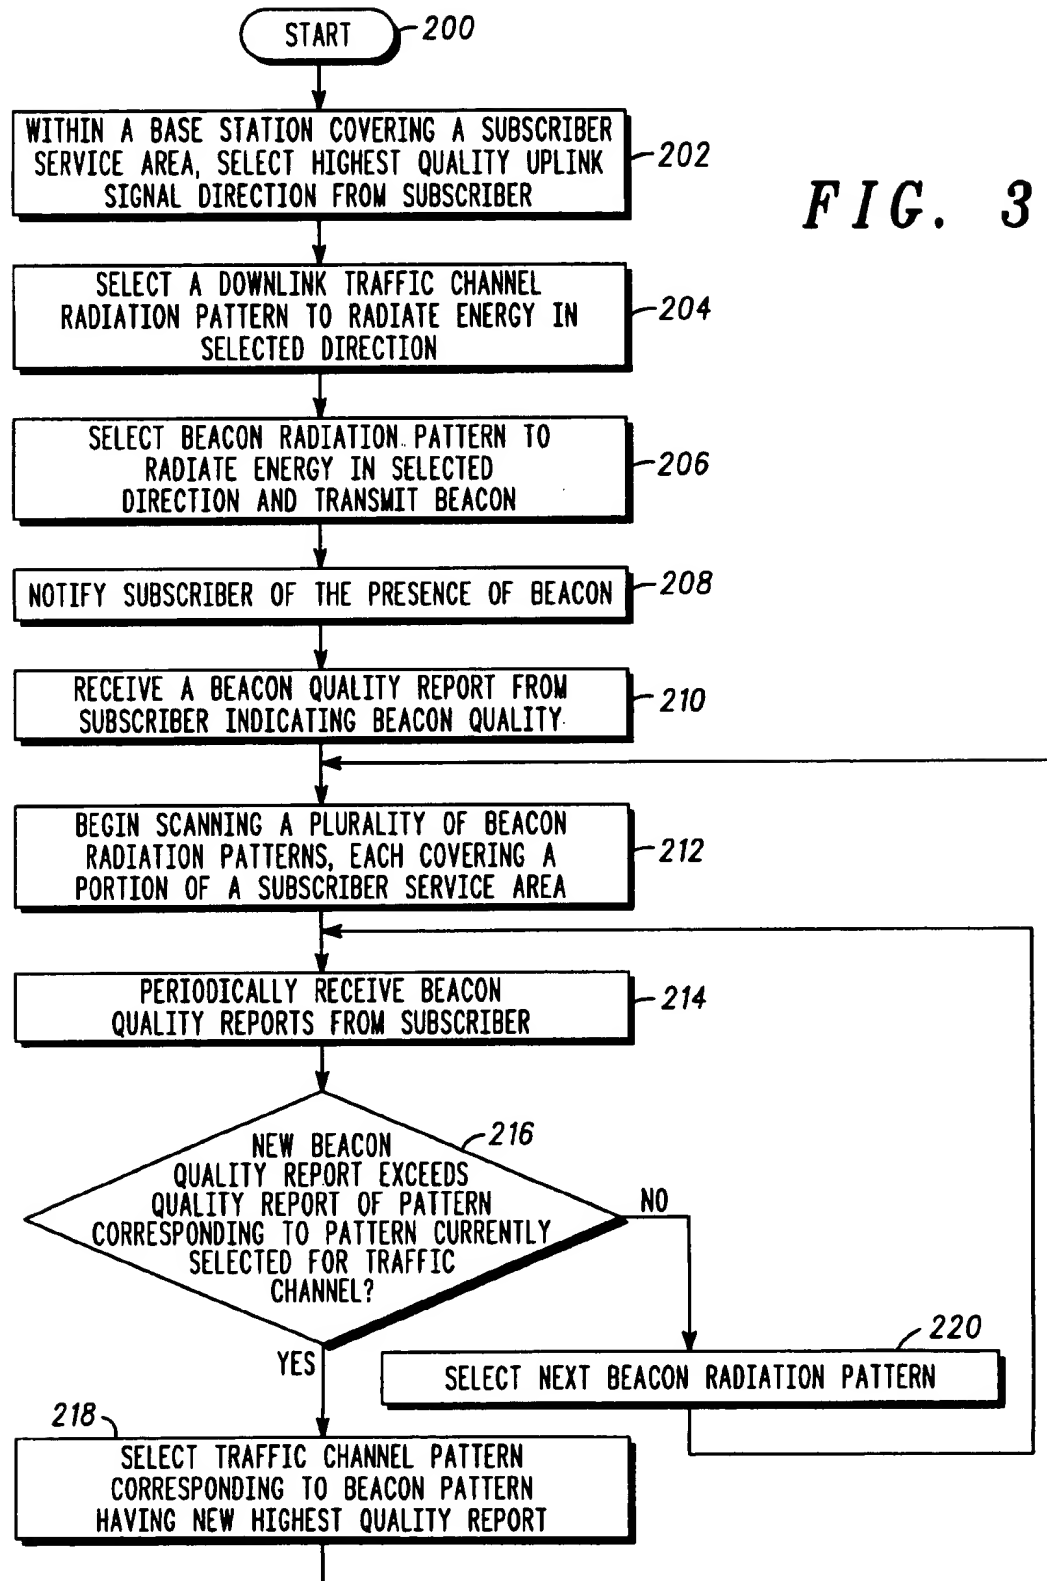 START
200
WITHIN A BASE STATION COVERING A SUBSCRIBER
SERVICE AREA, SELECT HIGHEST QUALITY UPLINK
SIGNAL DIRECTION FROM SUBSCRIBER
202
FIG. 3
SELECT A DOWNLINK TRAFFIC CHANNEL
RADIATION PATTERN TO RADIATE ENERGY IN
SELECTED DIRECTION
204
SELECT BEACON RADIATION PATTERN TO
RADIATE ENERGY IN SELECTED
DIRECTION AND TRANSMIT BEACON
206
NOTIFY SUBSCRIBER OF THE PRESENCE OF BEACON
208
RECEIVE A BEACON QUALITY REPORT FROM
SUBSCRIBER INDICATING BEACON QUALITY
210
BEGIN SCANNING A PLURALITY OF BEACON
RADIATION PATTERNS, EACH COVERING A
PORTION OF A SUBSCRIBER SERVICE AREA
212
PERIODICALLY RECEIVE BEACON
QUALITY REPORTS FROM SUBSCRIBER
214
NEW BEACON
QUALITY REPORT EXCEEDS
QUALITY REPORT OF PATTERN
CORRESPONDING TO PATTERN CURRENTLY
SELECTED FOR TRAFFIC
CHANNEL?
216
NO
YES
220
SELECT NEXT BEACON RADIATION PATTERN
218
SELECT TRAFFIC CHANNEL PATTERN
CORRESPONDING TO BEACON PATTERN
HAVING NEW HIGHEST QUALITY REPORT